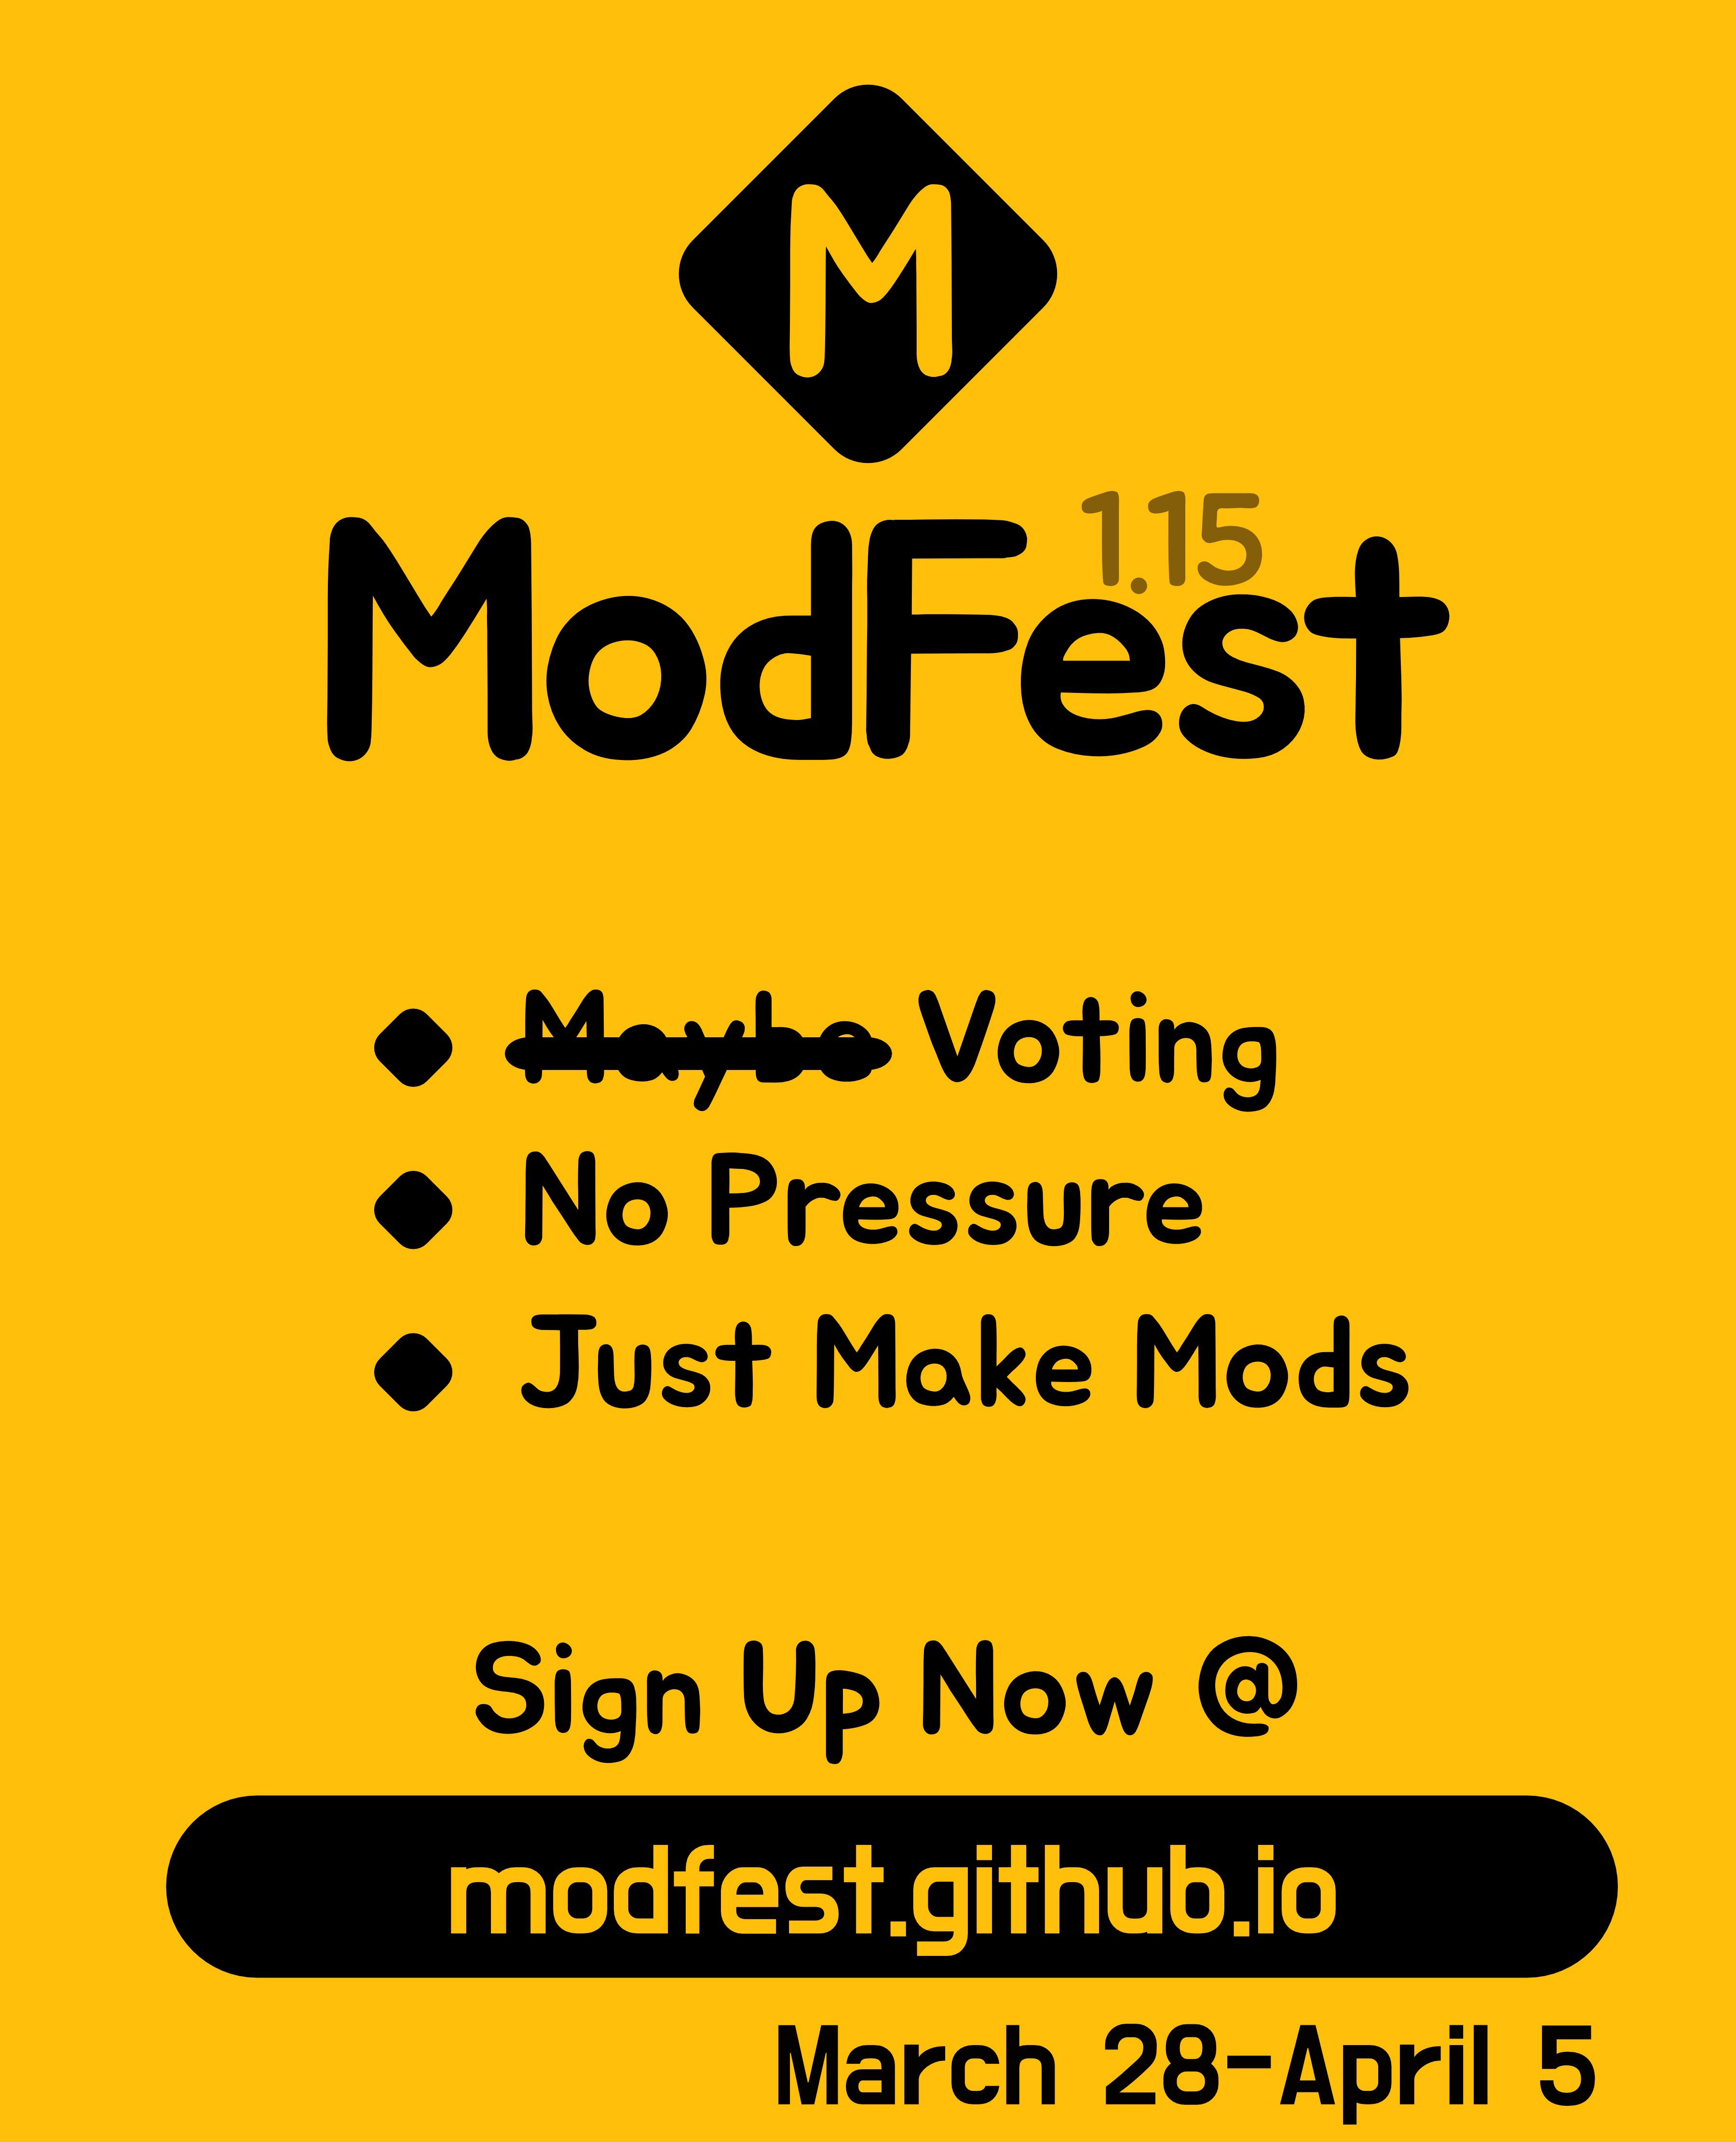 M
1.15
ModFest
Maybe Voting
No Pressure
Just Make Mods
Sign Up Now @
modfest.github.io
March 28-April 5